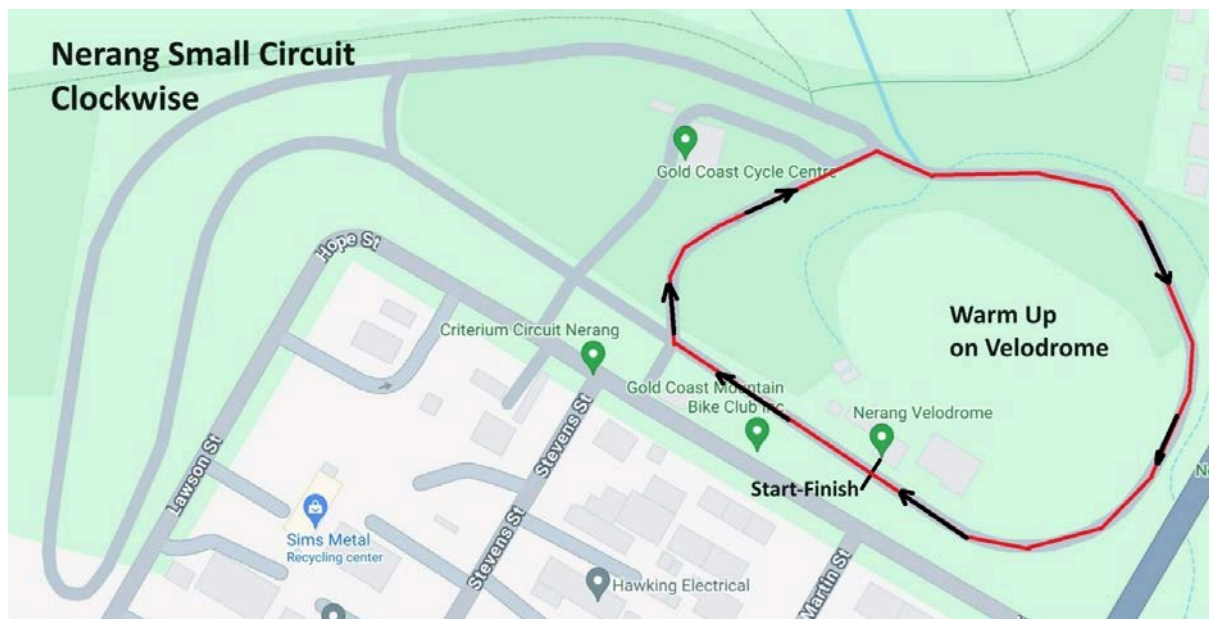 Nerang Small Circuit
Clockwise
Gold Coast Cycle Centre
Hope St
Criterium Circuit Nerang
Warm Up
on Velodrome
Gold Coast Mountain
Bike Club Inc
Nerang Velodrome
Start-Finish
Lawson St
Stevens St
Stevens St
Sims Metal
Recycling center
Hawking Electrical
Martin St